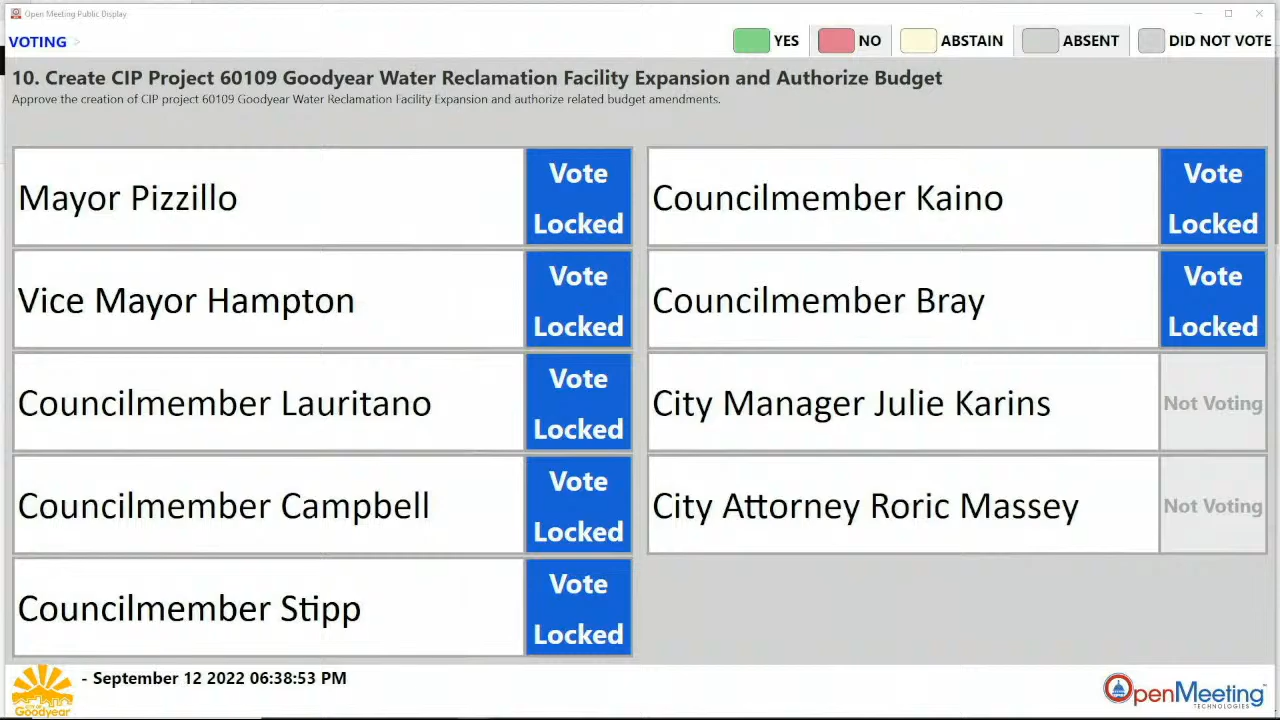 Open Meeting Public Display
VOTING >
YES
NO
ABSTAIN
ABSENT
DID NOT VOTE
10. Create CIP Project 60109 Goodyear Water Reclamation Facility Expansion and Authorize Budget
Approve the creation of CIP project 60109 Goodyear Water Reclamation Facility Expansion and authorize related budget amendments.
Mayor Pizzillo
Vote
Locked
Vice Mayor Hampton
Vote
Locked
Councilmember Lauritano
Vote
Locked
Councilmember Campbell
Vote
Locked
Councilmember Stipp
Vote
Locked
Councilmember Kaino
Vote
Locked
Councilmember Bray
Vote
Locked
City Manager Julie Karins
Not Voting
City Attorney Roric Massey
Not Voting
Goodyear
- September 12 2022 06:38:53 PM
OpenMeeting
TECHNOLOGIES